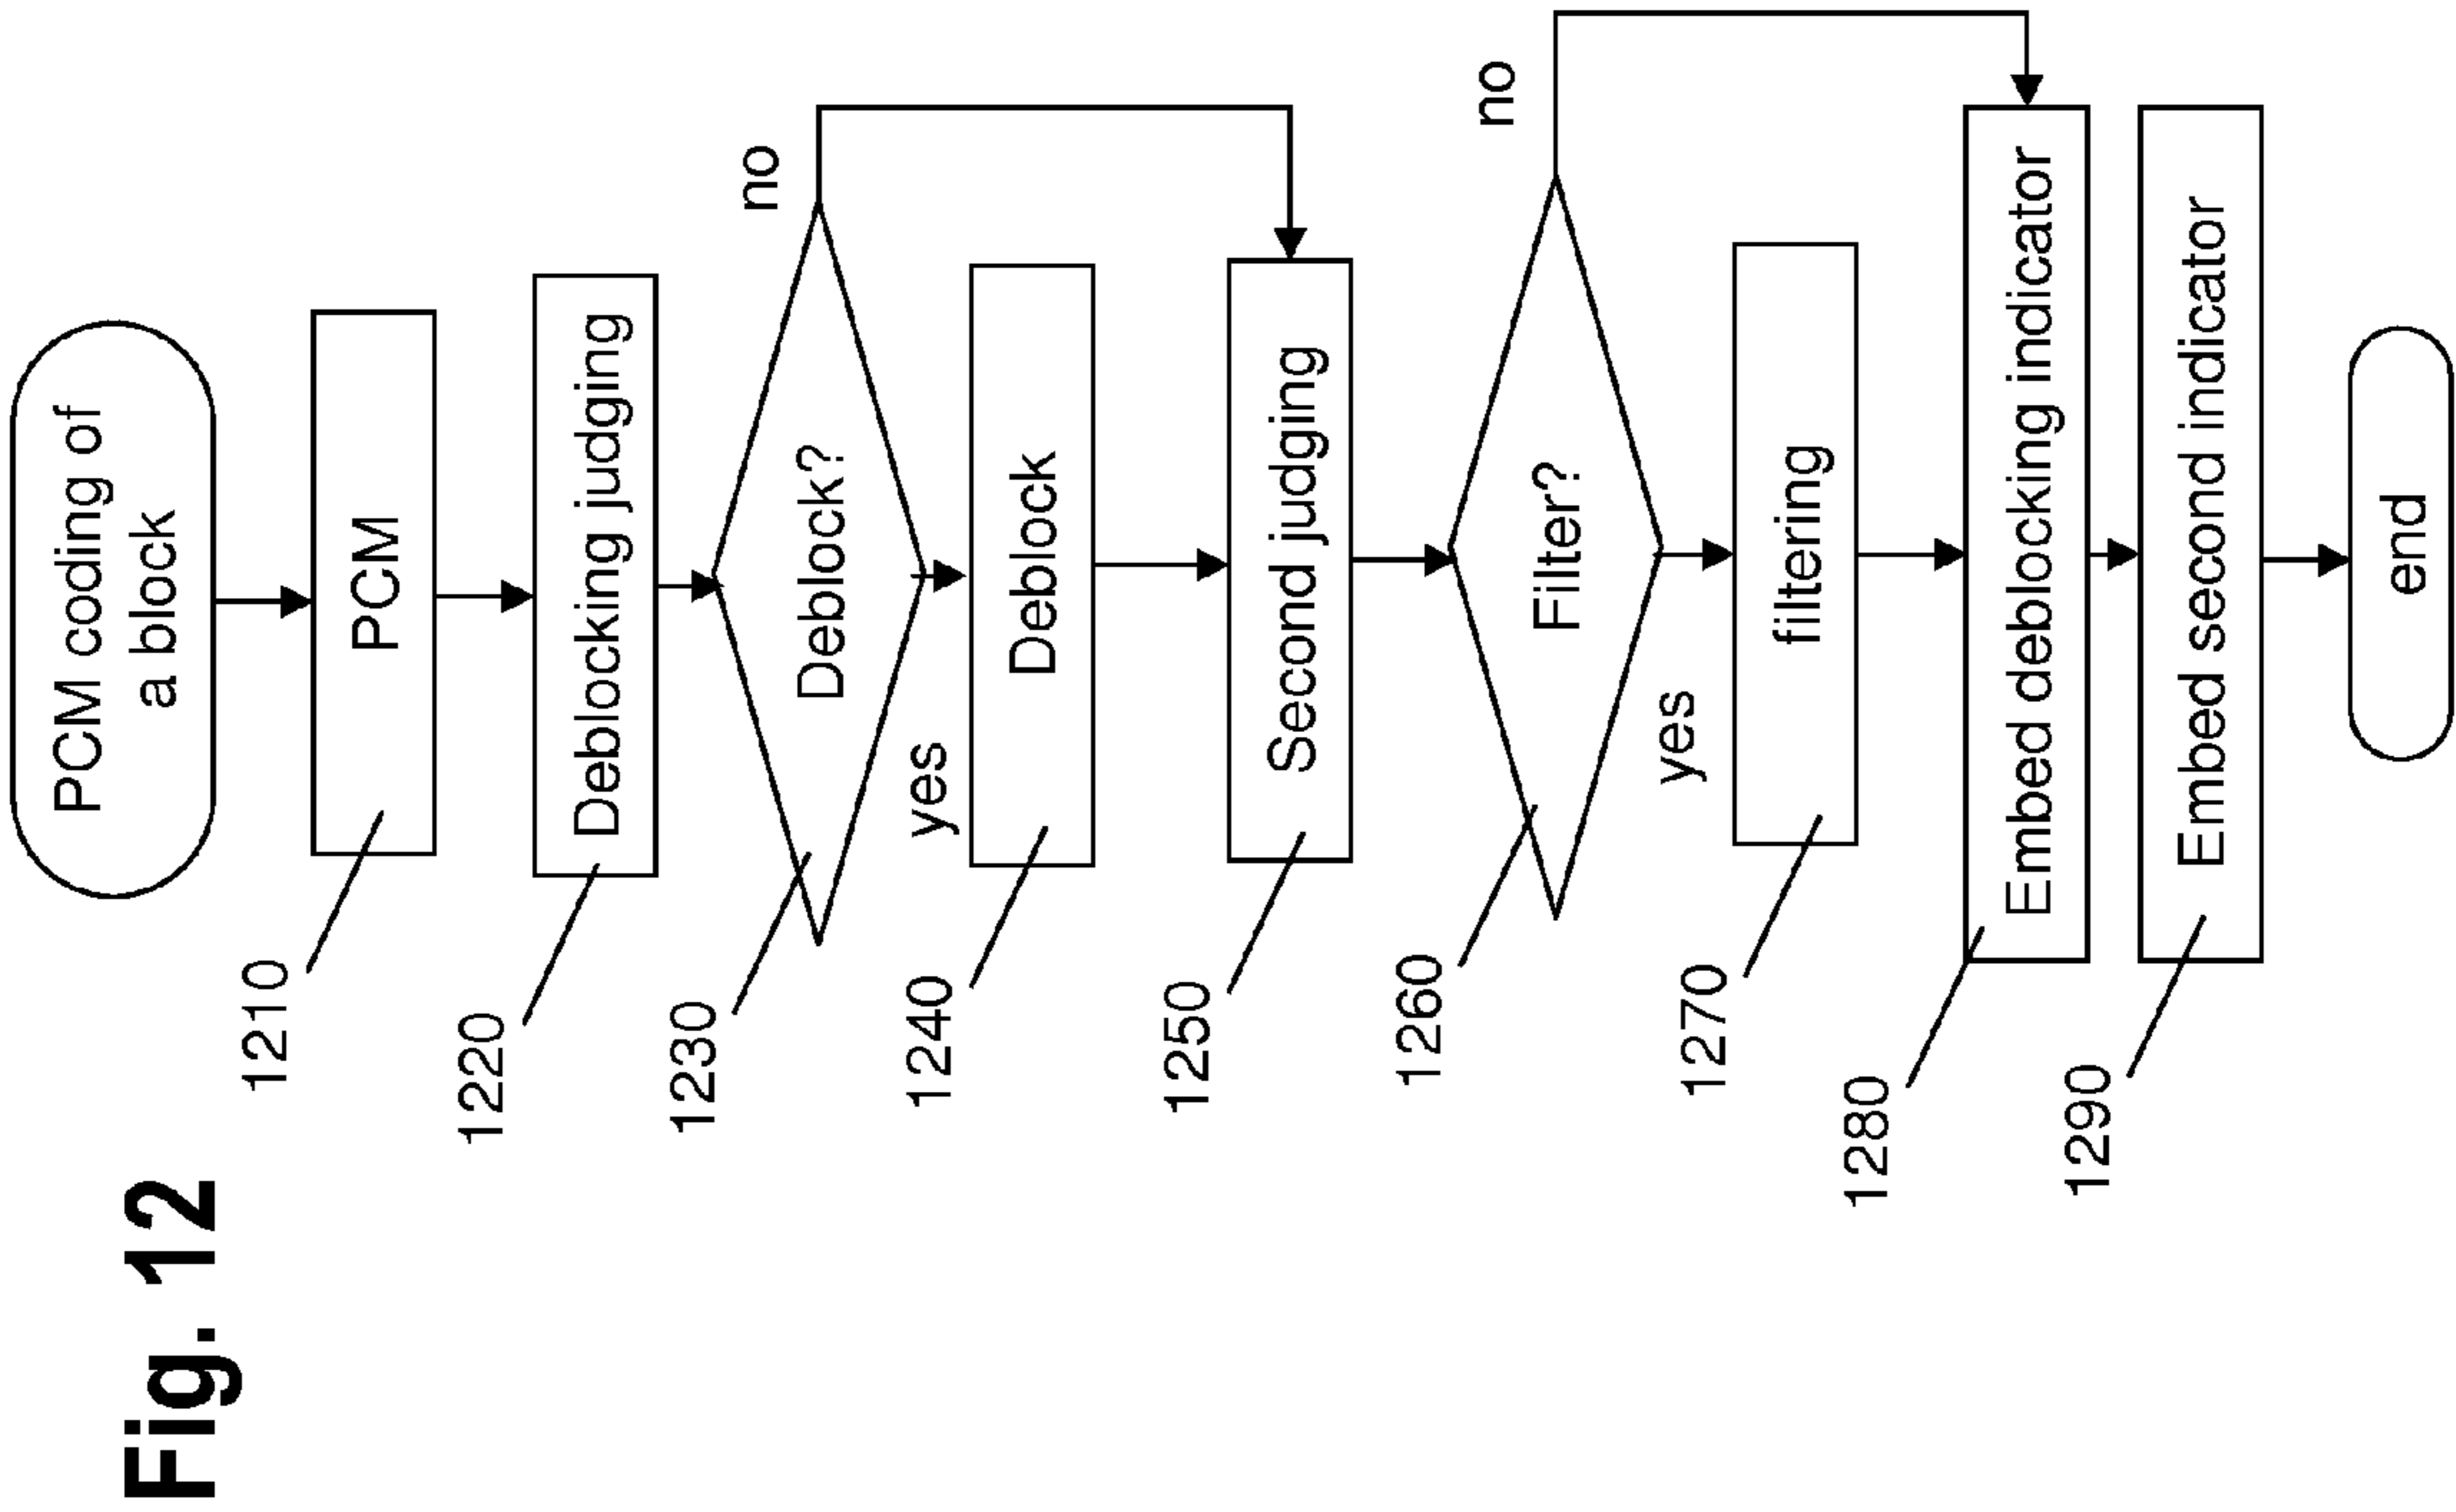 Fig. 12
PCM coding of
a block
1210
PCM
1220
Deblocking judging
1230
Deblock?
no
yes
1240
Deblock
1250
Second judging
1260
Filter?
no
yes
1270
filtering
1280
Embed deblocking indicator
1290
Embed second indicator
end